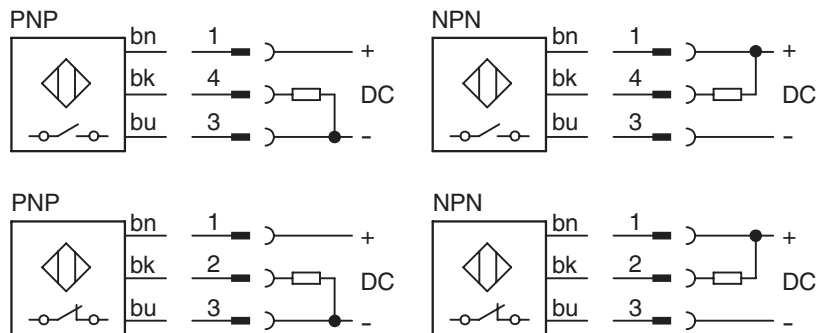 PNP
bn 1 +
bk 4 DC
bu 3 -
NPN
bn 1 +
bk 4 DC
bu 3 -
PNP
bn 1 +
bk 2 DC
bu 3 -
NPN
bn 1 +
bk 2 DC
bu 3 -